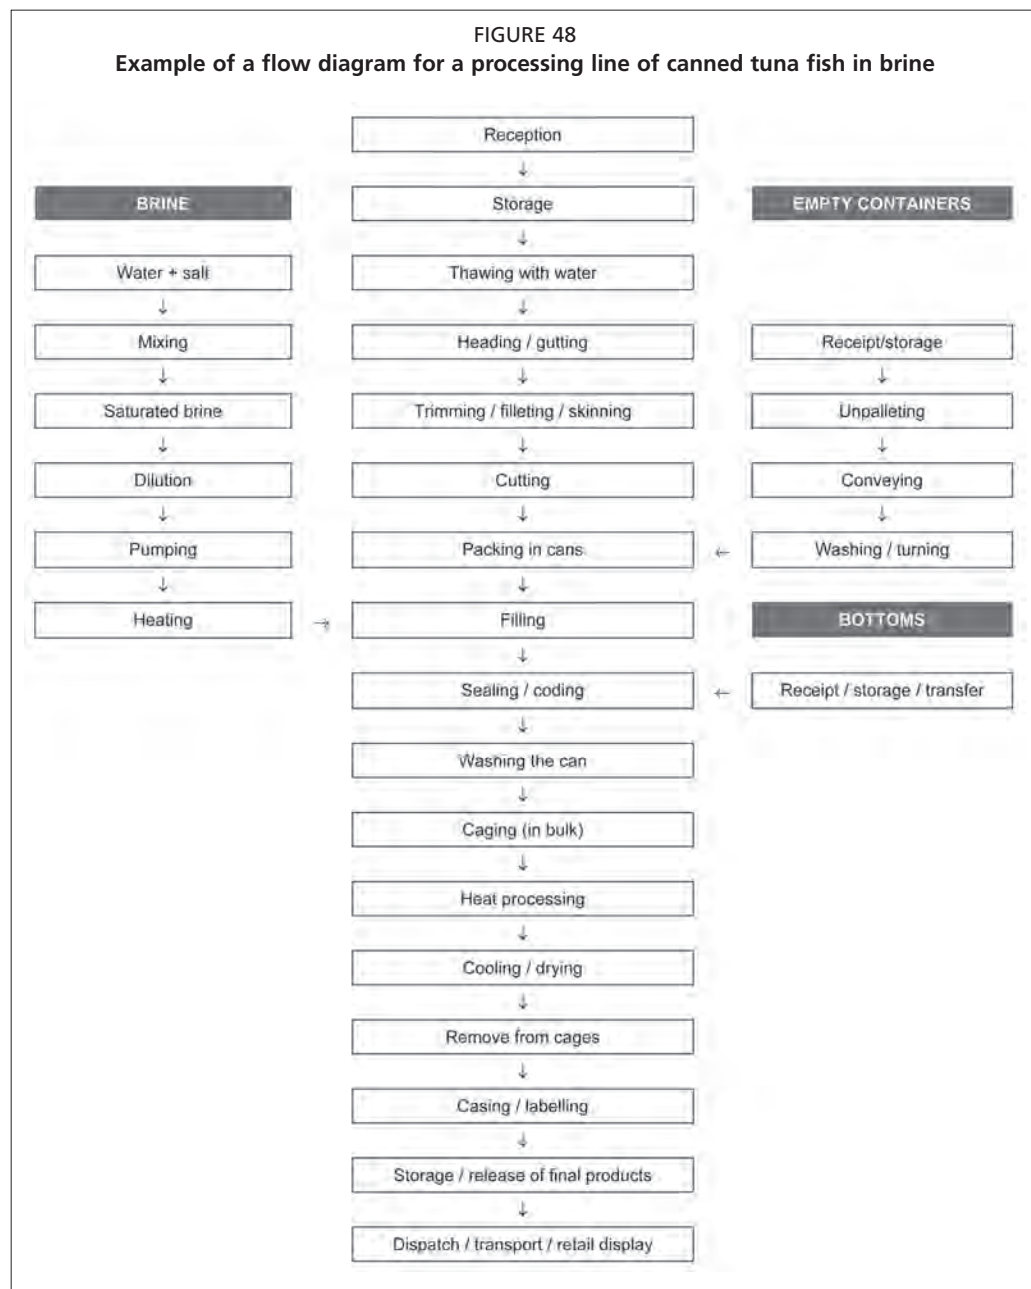 FIGURE 48
Example of a flow diagram for a processing line of canned tuna fish in brine
Reception
↓
BRINE
Storage
EMPTY CONTAINERS
↓
Water + salt
Thawing with water
↓
↓
Mixing
Heading / gutting
Receipt/storage
↓
↓
↓
Saturated brine
Trimming / filleting / skinning
Unpalleting
↓
↓
↓
Dilution
Cutting
Conveying
↓
↓
↓
Pumping
Packing in cans
←
Washing / turning
↓
↓
Heating
→
Filling
BOTTOMS
↓
Sealing / coding
←
Receipt / storage / transfer
↓
Washing the can
↓
Caging (in bulk)
↓
Heat processing
↓
Cooling / drying
↓
Remove from cages
↓
Casing / labelling
↓
Storage / release of final products
↓
Dispatch / transport / retail display